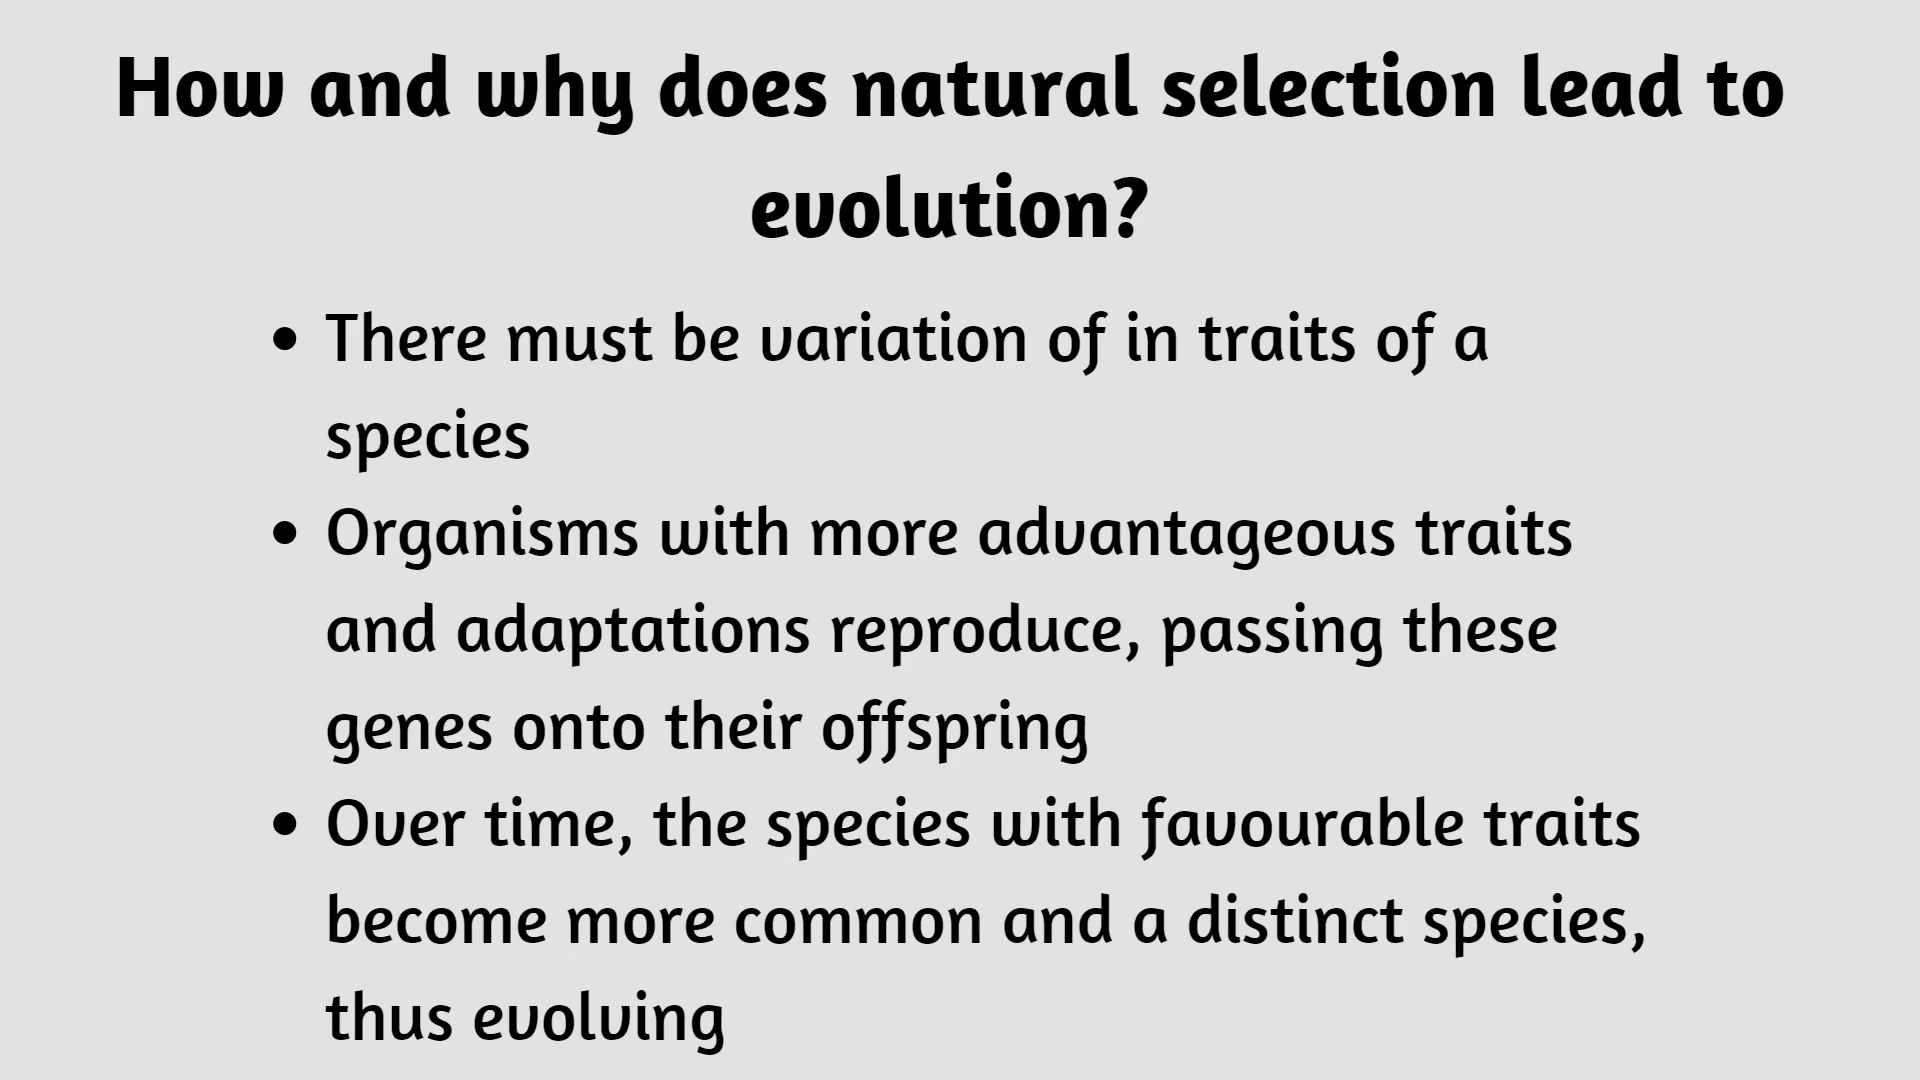 How and why does natural selection lead to
evolution?
• There must be variation of in traits of a
species
• Organisms with more advantageous traits
and adaptations reproduce, passing these
genes onto their offspring
• Over time, the species with favourable traits
become more common and a distinct species,
thus evolving